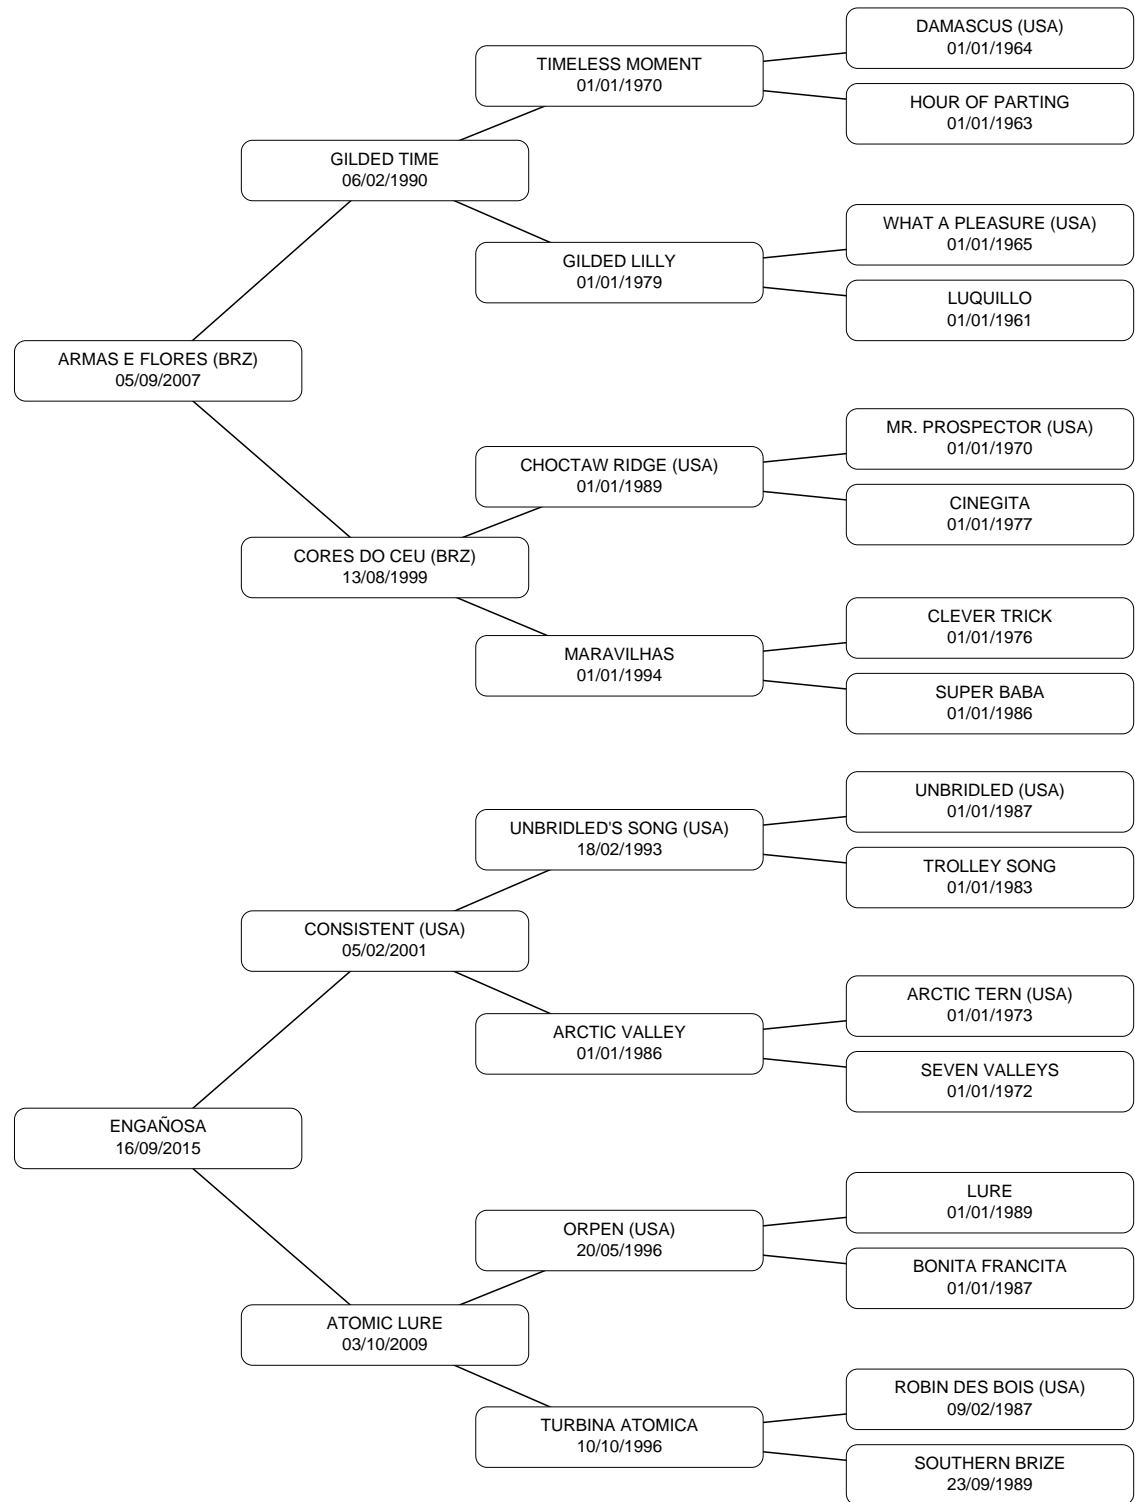 DAMASCUS (USA)
01/01/1964
TIMELESS MOMENT
01/01/1970
HOUR OF PARTING
01/01/1963
GILDED TIME
06/02/1990
WHAT A PLEASURE (USA)
01/01/1965
GILDED LILLY
01/01/1979
LUQUILLO
01/01/1961
ARMAS E FLORES (BRZ)
05/09/2007
MR. PROSPECTOR (USA)
01/01/1970
CHOCTAW RIDGE (USA)
01/01/1989
CINEGITA
01/01/1977
CORES DO CEU (BRZ)
13/08/1999
CLEVER TRICK
01/01/1976
MARAVILHAS
01/01/1994
SUPER BABA
01/01/1986
UNBRIDLED (USA)
01/01/1987
UNBRIDLED'S SONG (USA)
18/02/1993
TROLLEY SONG
01/01/1983
CONSISTENT (USA)
05/02/2001
ARCTIC TERN (USA)
01/01/1973
ARCTIC VALLEY
01/01/1986
SEVEN VALLEYS
01/01/1972
ENGAÑOSA
16/09/2015
LURE
01/01/1989
ORPEN (USA)
20/05/1996
BONITA FRANCITA
01/01/1987
ATOMIC LURE
03/10/2009
ROBIN DES BOIS (USA)
09/02/1987
TURBINA ATOMICA
10/10/1996
SOUTHERN BRIZE
23/09/1989